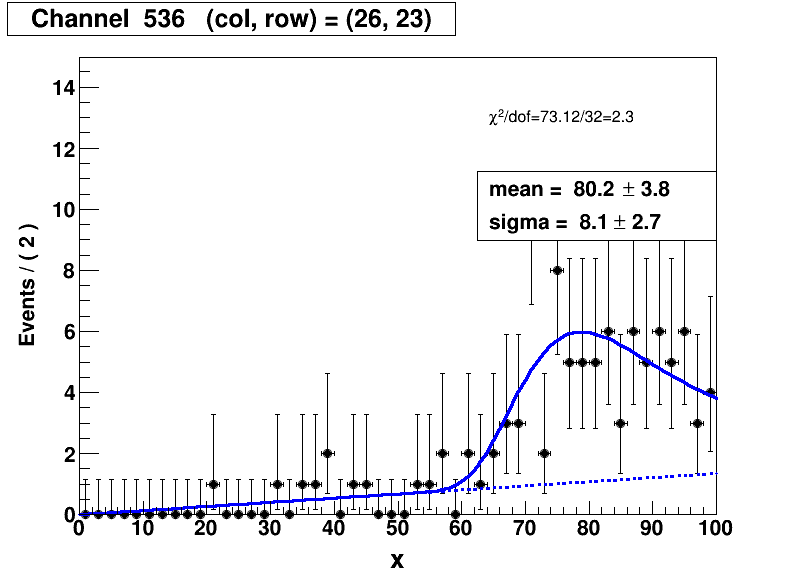 Channel  536   (col, row) = (26, 23)
χ²/dof=73.12/32=2.3
mean =  80.2 ± 3.8
sigma =  8.1 ± 2.7
Events / ( 2 )
14
12
10
8
6
4
2
0
0 10 20 30 40 50 60 70 80 90 100
x